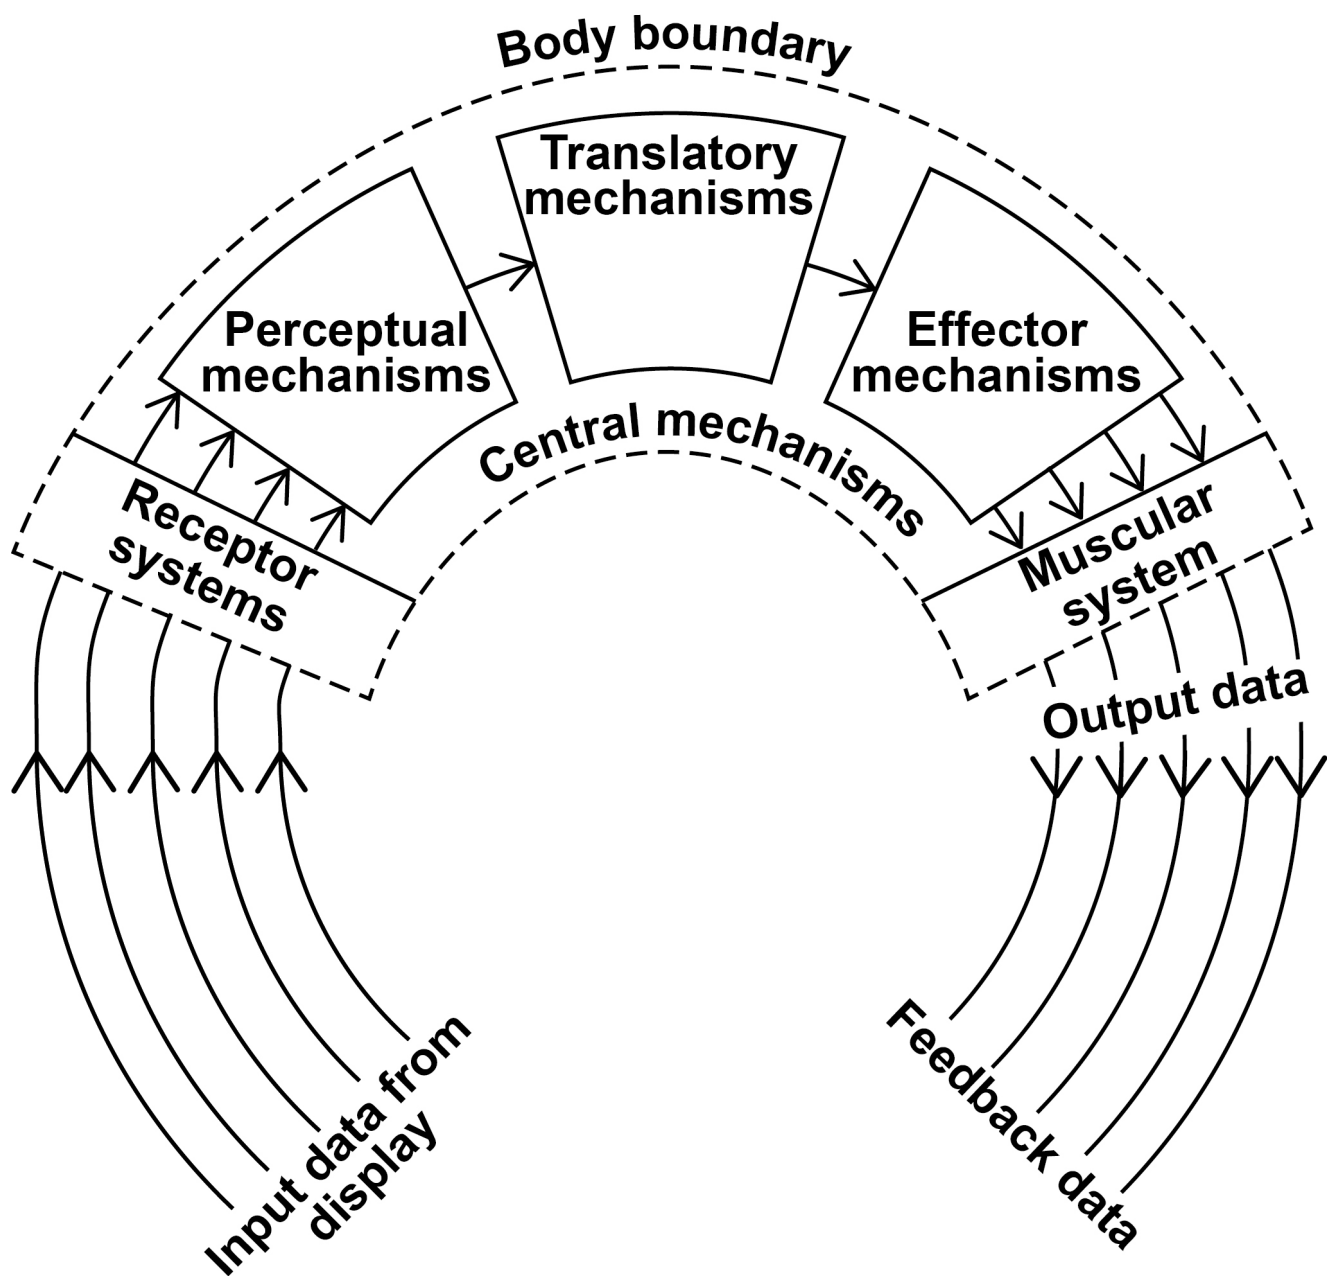 Body boundary
Translatory
mechanisms
Perceptual
mechanisms
Effector
mechanisms
Central mechanisms
Receptor
systems
Muscular
system
Output data
Input data from
display
Feedback data